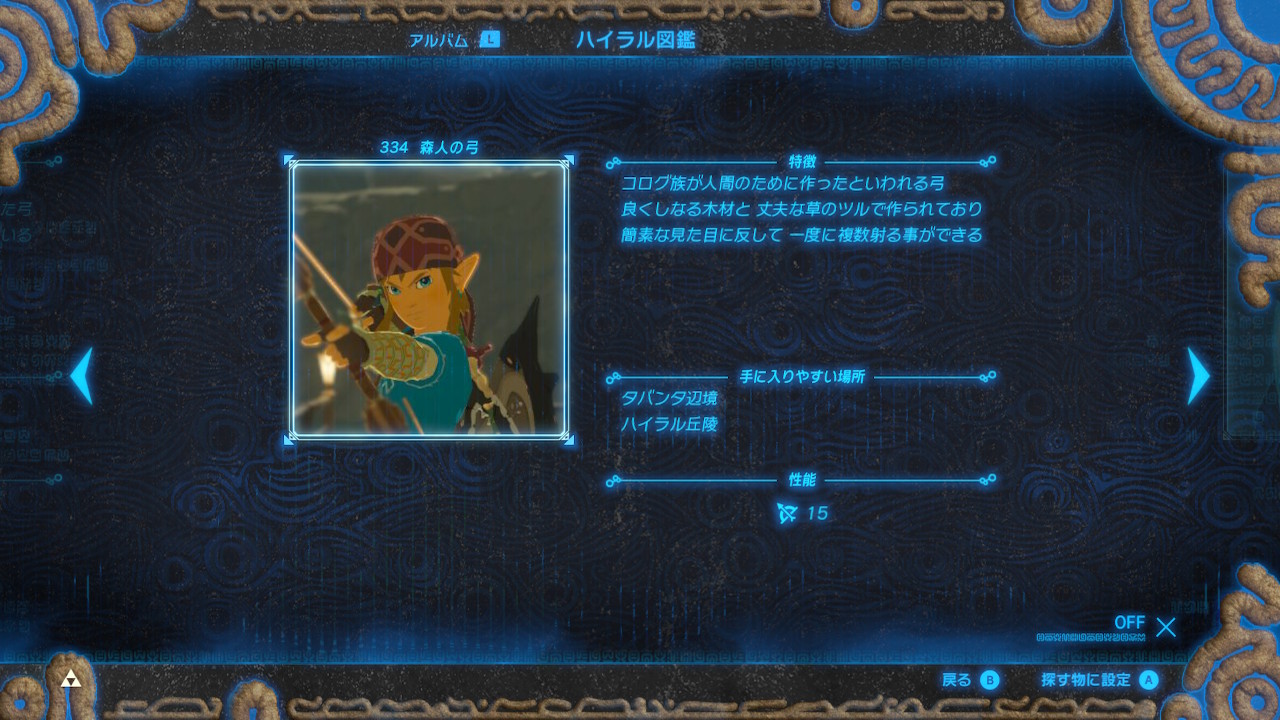 アルバム L
ハイラル図鑑
334 森人の弓
特徴
コログ族が人間のために作ったといわれる弓
良くしなる木材と 丈夫な草のツルで作られており
簡素な見た目に反して 一度に複数射る事ができる
手に入りやすい場所
タバンタ辺境
ハイラル丘陵
性能
15
た弓
いる
OFF
戻る B
探す物に設定 A